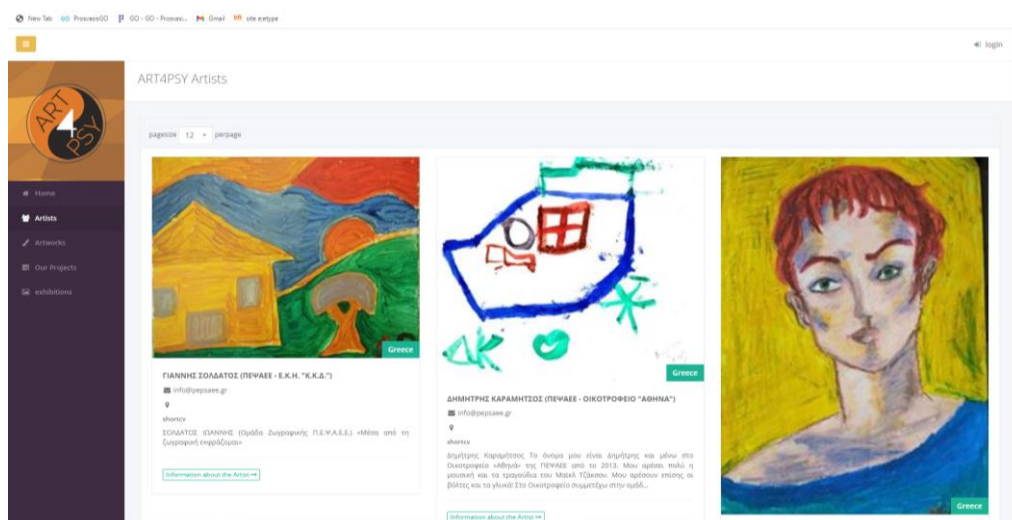 New Tab
GO ProsvasisGO
GO - GO - Prosvasi...
Gmail
login
ART
4
PSY
ART4PSY Artists
pagesize 12 perpage
Home
Artists
Artworks
Our Projects
exhibitions
Greece
ΓΙΑΝΝΗΣ ΣΟΛΔΑΤΟΣ (ΠΕΨΑΕΕ - Ε.Κ.Η. "Κ.Κ.Δ.")
info@pepsaee.gr
shortcv
ΣΟΛΔΑΤΟΣ ΙΩΑΝΝΗΣ (Ομάδα Ζωγραφικής Π.Ε.Ψ.Α.Ε.Ε.) «Μέσα από τη
ζωγραφική εκφράζομαι»
Information about the Artist
ΔΚ
Greece
ΔΗΜΗΤΡΗΣ ΚΑΡΑΜΗΤΣΟΣ (ΠΕΨΑΕΕ - ΟΙΚΟΤΡΟΦΕΙΟ "ΑΘΗΝΑ")
info@pepsaee.gr
shortcv
Δημήτρης Καραμήτσος Το όνομα μου είναι Δημήτρης και μένω στο
Οικοτροφείο «Αθηνά» της ΠΕΨΑΕΕ από το 2013. Μου αρέσει πολύ η
μουσική και τα τραγούδια του Μάικλ Τζάκσον. Μου αρέσουν επίσης οι
βόλτες και τα γλυκά! Στο Οικοτροφείο συμμετέχω στην ομάδ...
Information about the Artist
Greece